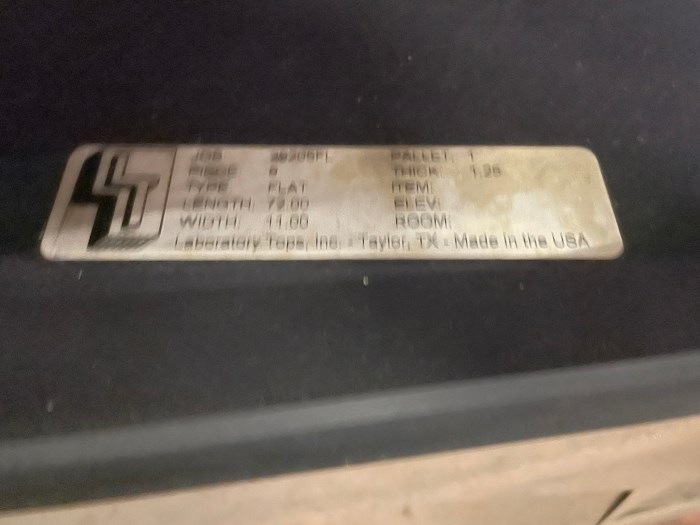 JOB: PALLET: 1
PIECE: THICK: 1.25
TYPE: FLAT ITEM:
LENGTH: 72.00 ELEV:
WIDTH: 11.00 ROOM:
Laboratory Tops, Inc. - Taylor, TX - Made in the USA